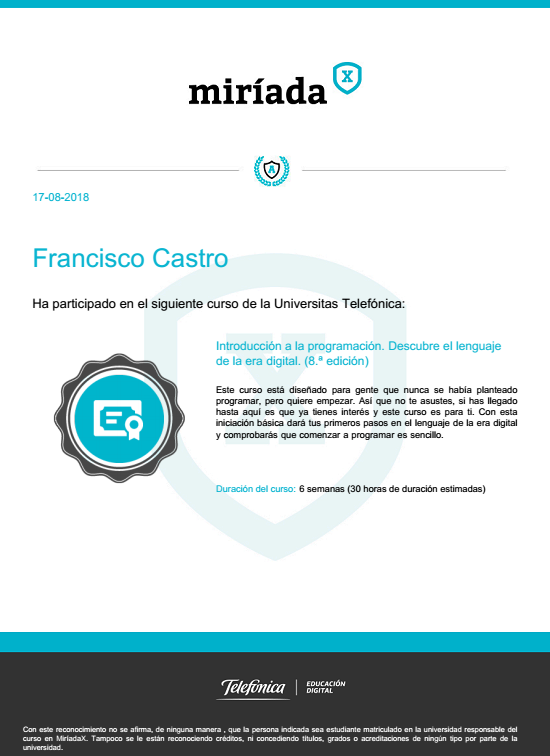 miríada X
A
17-08-2018
Francisco Castro
Ha participado en el siguiente curso de la Universitas Telefónica:
Introducción a la programación. Descubre el lenguaje
de la era digital. (8.ª edición)
Este curso está diseñado para gente que nunca se había planteado
programar, pero quiere empezar. Así que no te asustes, si has llegado
hasta aquí es que ya tienes interés y este curso es para ti. Con esta
iniciación básica dará tus primeros pasos en el lenguaje de la era digital
y comprobarás que comenzar a programar es sencillo.
Duración del curso: 6 semanas (30 horas de duración estimadas)
Telefónica
EDUCACIÓN
DIGITAL
Con este reconocimiento no se afirma, de ninguna manera , que la persona indicada sea estudiante matriculado en la universidad responsable del
curso en MiríadaX. Tampoco se le están reconociendo créditos, ni concediendo títulos, grados o acreditaciones de ningún tipo por parte de la
universidad.